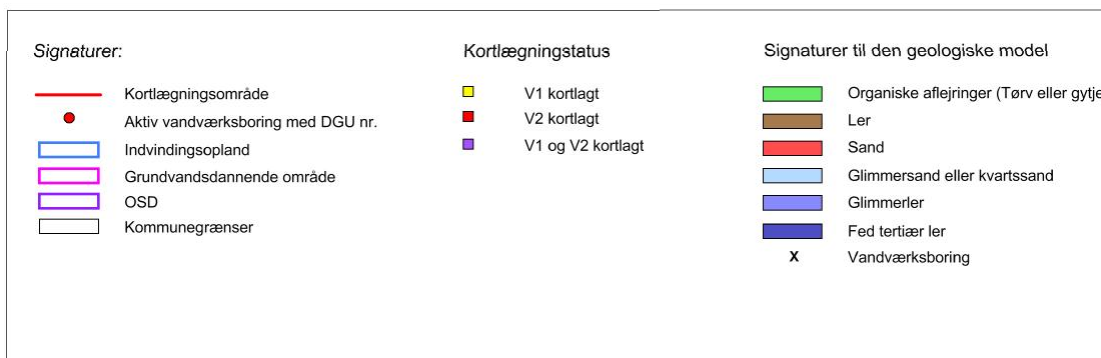 Signaturer:
Kortlægningsområde
Aktiv vandværksboring med DGU nr.
Indvindingsopland
Grundvandsdannende område
OSD
Kommunegrænser
Kortlægningstatus
V1 kortlagt
V2 kortlagt
V1 og V2 kortlagt
Signaturer til den geologiske model
Organiske aflejringer (Tørv eller gytje
Ler
Sand
Glimmersand eller kvartssand
Glimmerler
Fed tertiær ler
X Vandværksboring